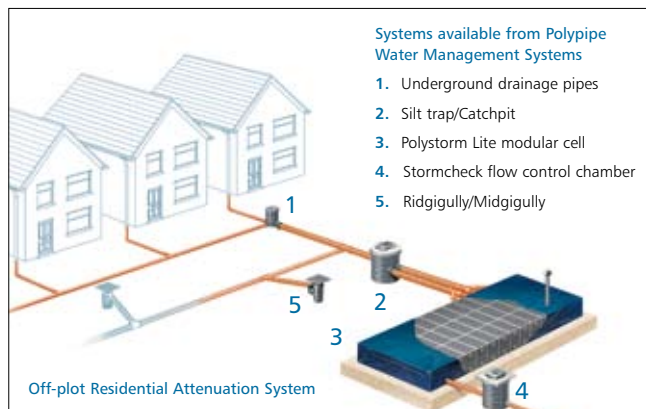 Systems available from Polypipe
Water Management Systems
1. Underground drainage pipes
2. Silt trap/Catchpit
3. Polystorm Lite modular cell
4. Stormcheck flow control chamber
5. Ridgigully/Midgigully
1
2
5
3
4
Off-plot Residential Attenuation System